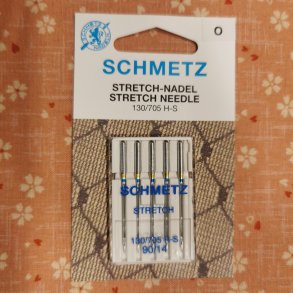 O
SCHMETZ
STRETCH-NADEL
STRETCH NEEDLE
130/705 H-S
SCHMETZ
STRETCH
130/705 H-S
90/14